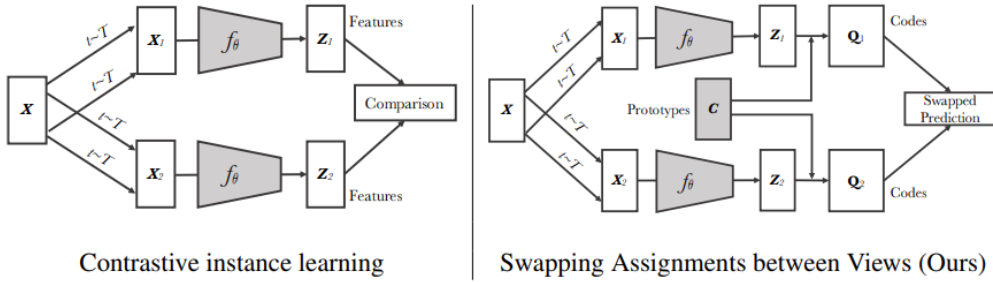 t~T
X1
fθ
Z1
Features
t~T
X
Comparison
t~T
t~T
X2
fθ
Z2
Features
Contrastive instance learning
t~T
X1
fθ
Z1
Q1
Codes
t~T
X
Prototypes
C
Swapped
Prediction
t~T
t~T
X2
fθ
Z2
Q2
Codes
Swapping Assignments between Views (Ours)